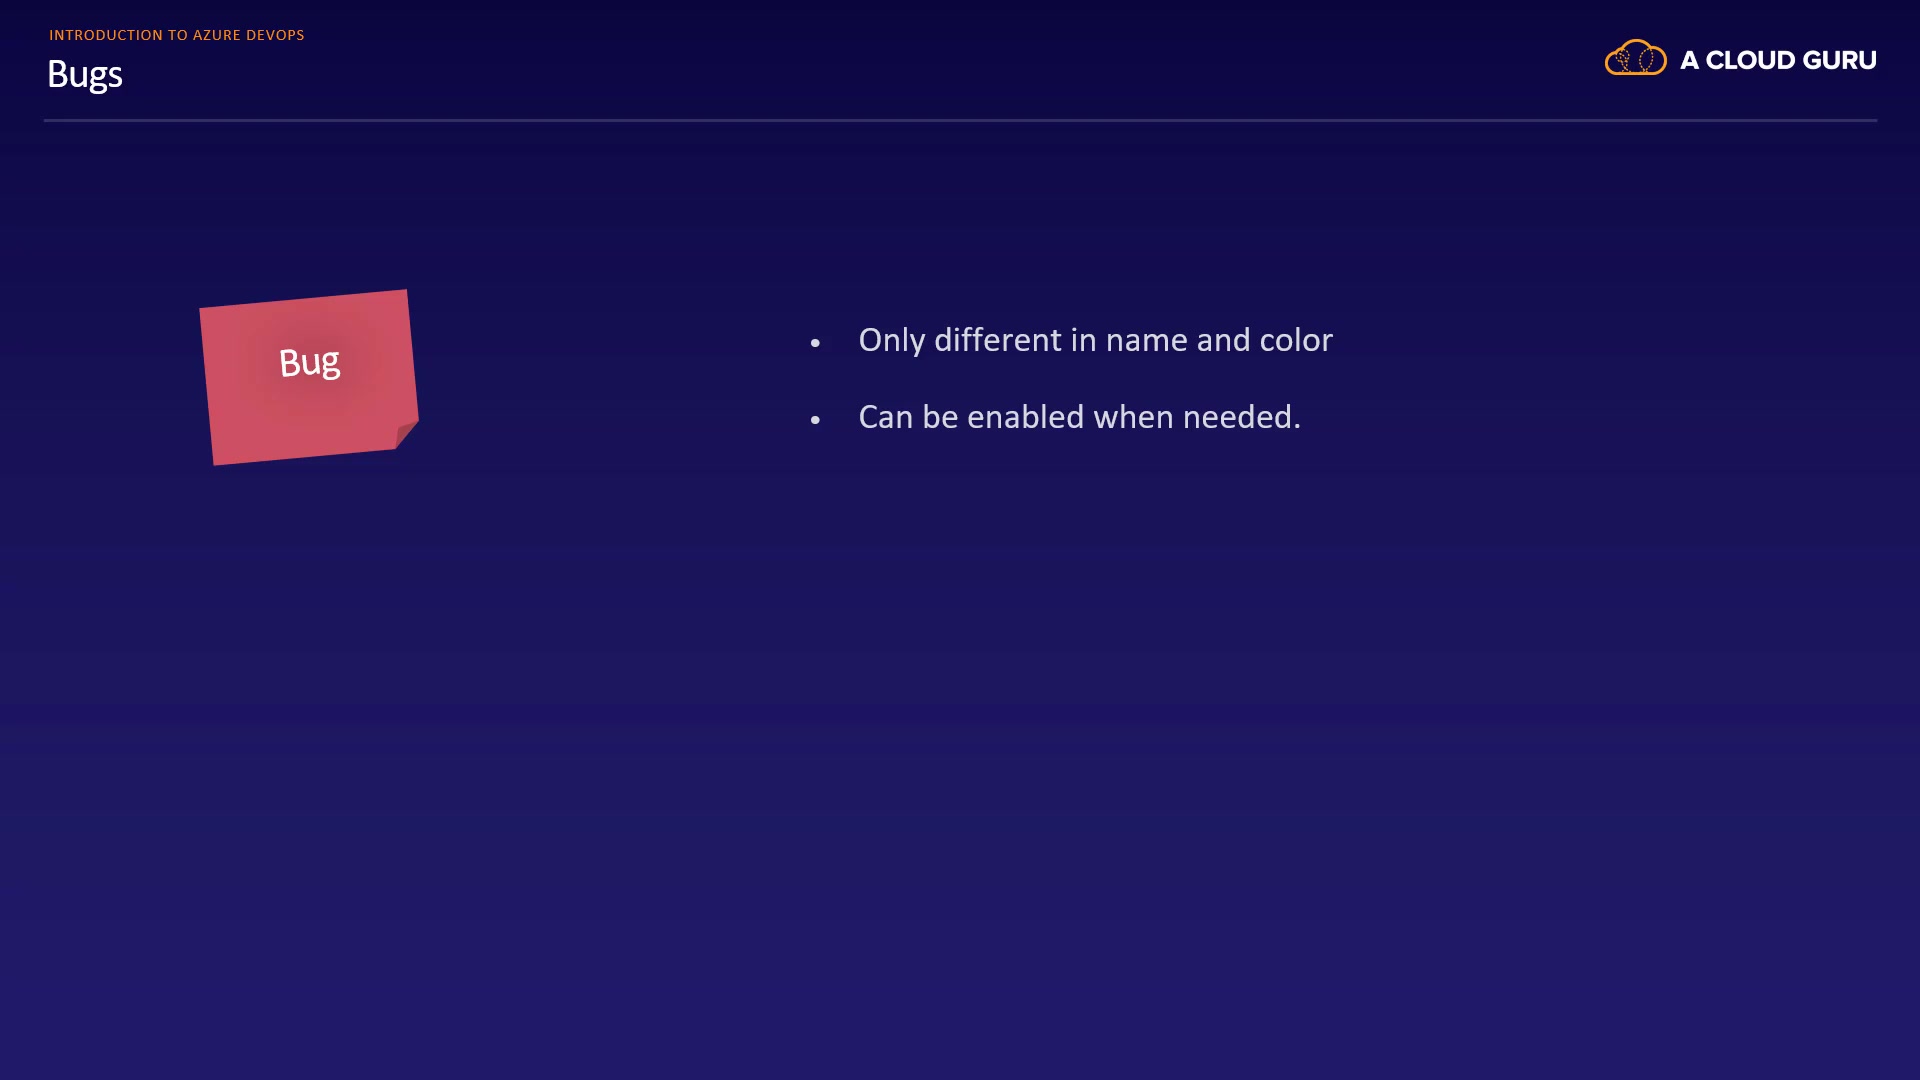 INTRODUCTION TO AZURE DEVOPS
Bugs
A CLOUD GURU
Bug
• Only different in name and color
• Can be enabled when needed.